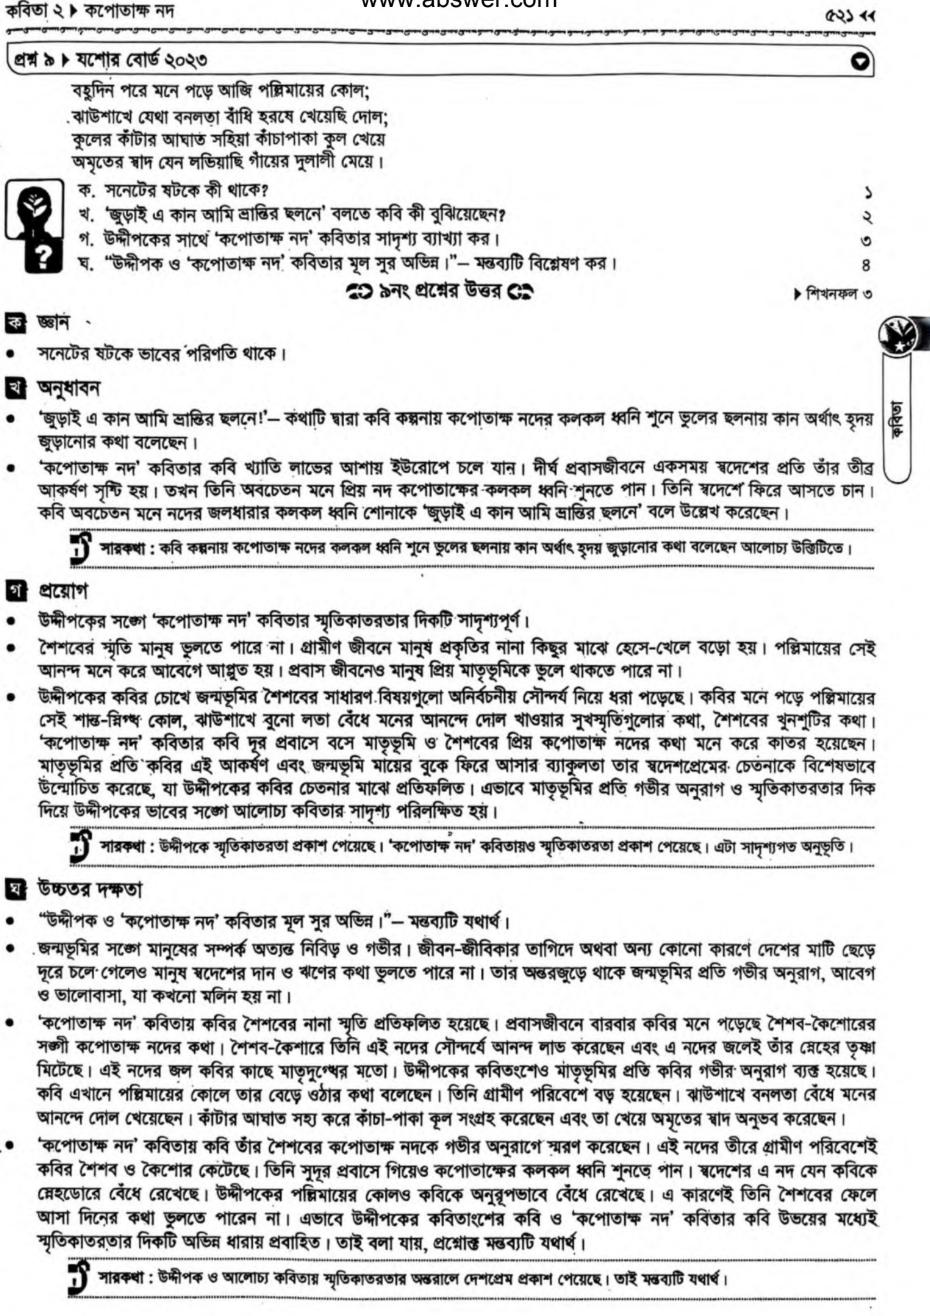 কবিতা ২ ▶ কপোতাক্ষ নদ
www.abswer.com
৫২১ ◀◀
প্রশ্ন ৯ ▶ যশোর বোর্ড ২০২৩
বহুদিন পরে মনে পড়ে আজি পল্লিমায়ের কোল;
ঝাউশাখে যেথা বনলতা বাঁধি হরষে খেয়েছি দোল;
কুলের কাঁটার আঘাত সহিয়া কাঁচাপাকা কুল খেয়ে
অমৃতের স্বাদ যেন লভিয়াছি গাঁয়ের দুলালী মেয়ে।
ক. সনেটের ষটকে কী থাকে? ১
খ. ‘জুড়াই এ কান আমি ভ্রান্তির ছলনে’ বলতে কবি কী বুঝিয়েছেন? ২
গ. উদ্দীপকের সাথে ‘কপোতাক্ষ নদ’ কবিতার সাদৃশ্য ব্যাখ্যা কর। ৩
ঘ. “উদ্দীপক ও ‘কপোতাক্ষ নদ’ কবিতার মূল সুর অভিন্ন।”— মন্তব্যটি বিশ্লেষণ কর। ৪
৯নং প্রশ্নের উত্তর
▶ শিখনফল ৩
ক জ্ঞান
• সনেটের ষটকে ভাবের পরিণতি থাকে।
খ অনুধাবন
• ‘জুড়াই এ কান আমি ভ্রান্তির ছলনে!’— কথাটি দ্বারা কবি কল্পনায় কপোতাক্ষ নদের কলকল ধ্বনি শুনে ভুলের ছলনায় কান অর্থাৎ হৃদয়
জুড়ানোর কথা বলেছেন।
• ‘কপোতাক্ষ নদ’ কবিতার কবি খ্যাতি লাভের আশায় ইউরোপে চলে যান। দীর্ঘ প্রবাসজীবনে একসময় স্বদেশের প্রতি তাঁর তীব্র
আকর্ষণ সৃষ্টি হয়। তখন তিনি অবচেতন মনে প্রিয় নদ কপোতাক্ষের কলকল ধ্বনি শুনতে পান। তিনি স্বদেশে ফিরে আসতে চান।
কবি অবচেতন মনে নদের জলধারার কলকল ধ্বনি শোনাকে ‘জুড়াই এ কান আমি ভ্রান্তির ছলনে’ বলে উল্লেখ করেছেন।
সারকথা : কবি কল্পনায় কপোতাক্ষ নদের কলকল ধ্বনি শুনে ভুলের ছলনায় কান অর্থাৎ হৃদয় জুড়ানোর কথা বলেছেন আলোচ্য উক্তিটিতে।
কবিতা
গ প্রয়োগ
• উদ্দীপকের সঙ্গে ‘কপোতাক্ষ নদ’ কবিতার স্মৃতিকাতরতার দিকটি সাদৃশ্যপূর্ণ।
• শৈশবের স্মৃতি মানুষ ভুলতে পারে না। গ্রামীণ জীবনে মানুষ প্রকৃতির নানা কিছুর মাঝে হেসে-খেলে বড়ো হয়। পল্লিমায়ের সেই
আনন্দ মনে করে আবেগে আপ্লুত হয়। প্রবাস জীবনেও মানুষ প্রিয় মাতৃভূমিকে ভুলে থাকতে পারে না।
• উদ্দীপকের কবির চোখে জন্মভূমির শৈশবের সাধারণ বিষয়গুলো অনির্বচনীয় সৌন্দর্য নিয়ে ধরা পড়েছে। কবির মনে পড়ে পল্লিমায়ের
সেই শান্ত-স্নিগ্ধ কোল, ঝাউশাখে বুনো লতা বেঁধে মনের আনন্দে দোল খাওয়ার সুখস্মৃতিগুলোর কথা, শৈশবের খুনশুটির কথা।
‘কপোতাক্ষ নদ’ কবিতার কবি দূর প্রবাসে বসে মাতৃভূমি ও শৈশবের প্রিয় কপোতাক্ষ নদের কথা মনে করে কাতর হয়েছেন।
মাতৃভূমির প্রতি কবির এই আকর্ষণ এবং জন্মভূমি মায়ের বুকে ফিরে আসার ব্যাকুলতা তার স্বদেশপ্রেমের চেতনাকে বিশেষভাবে
উন্মোচিত করেছে, যা উদ্দীপকের কবির চেতনার মাঝে প্রতিফলিত। এভাবে মাতৃভূমির প্রতি গভীর অনুরাগ ও স্মৃতিকাতরতার দিক
দিয়ে উদ্দীপকের ভাবের সঙ্গে আলোচ্য কবিতার সাদৃশ্য পরিলক্ষিত হয়।
সারকথা : উদ্দীপকে স্মৃতিকাতরতা প্রকাশ পেয়েছে। ‘কপোতাক্ষ নদ’ কবিতায়ও স্মৃতিকাতরতা প্রকাশ পেয়েছে। এটা সাদৃশ্যগত অনুভূতি।
ঘ উচ্চতর দক্ষতা
• “উদ্দীপক ও ‘কপোতাক্ষ নদ’ কবিতার মূল সুর অভিন্ন।”— মন্তব্যটি যথার্থ।
• জন্মভূমির সঙ্গে মানুষের সম্পর্ক অত্যন্ত নিবিড় ও গভীর। জীবন-জীবিকার তাগিদে অথবা অন্য কোনো কারণে দেশের মাটি ছেড়ে
দূরে চলে গেলেও মানুষ স্বদেশের দান ও ঋণের কথা ভুলতে পারে না। তার অন্তরজুড়ে থাকে জন্মভূমির প্রতি গভীর অনুরাগ, আবেগ
ও ভালোবাসা, যা কখনো মলিন হয় না।
• ‘কপোতাক্ষ নদ’ কবিতায় কবির শৈশবের নানা স্মৃতি প্রতিফলিত হয়েছে। প্রবাসজীবনে বারবার কবির মনে পড়েছে শৈশব-কৈশোরের
সঙ্গী কপোতাক্ষ নদের কথা। শৈশব-কৈশোরে তিনি এই নদের সৌন্দর্যে আনন্দ লাভ করেছেন এবং এ নদের জলেই তাঁর স্নেহের তৃষ্ণা
মিটেছে। এই নদের জল কবির কাছে মাতৃদুগ্ধের মতো। উদ্দীপকের কবিতাংশেও মাতৃভূমির প্রতি কবির গভীর অনুরাগ ব্যক্ত হয়েছে।
কবি এখানে পল্লিমায়ের কোলে তার বেড়ে ওঠার কথা বলেছেন। তিনি গ্রামীণ পরিবেশে বড় হয়েছেন। ঝাউশাখে বনলতা বেঁধে মনের
আনন্দে দোল খেয়েছেন। কাঁটার আঘাত সহ্য করে কাঁচা-পাকা কূল সংগ্রহ করেছেন এবং তা খেয়ে অমৃতের স্বাদ অনুভব করেছেন।
• ‘কপোতাক্ষ নদ’ কবিতায় কবি তাঁর শৈশবের কপোতাক্ষ নদকে গভীর অনুরাগে স্মরণ করেছেন। এই নদের তীরে গ্রামীণ পরিবেশেই
কবির শৈশব ও কৈশোর কেটেছে। তিনি সুদূর প্রবাসে গিয়েও কপোতাক্ষের কলকল ধ্বনি শুনতে পান। স্বদেশের এ নদ যেন কবিকে
স্নেহডোরে বেঁধে রেখেছে। উদ্দীপকের পল্লিমায়ের কোলও কবিকে অনুরূপভাবে বেঁধে রেখেছে। এ কারণেই তিনি শৈশবের ফেলে
আসা দিনের কথা ভুলতে পারেন না। এভাবে উদ্দীপকের কবিতাংশের কবি ও ‘কপোতাক্ষ নদ’ কবিতার কবি উভয়ের মধ্যেই
স্মৃতিকাতরতার দিকটি অভিন্ন ধারায় প্রবাহিত। তাই বলা যায়, প্রশ্নোক্ত মন্তব্যটি যথার্থ।
সারকথা : উদ্দীপক ও আলোচ্য কবিতায় স্মৃতিকাতরতার অন্তরালে দেশপ্রেম প্রকাশ পেয়েছে। তাই মন্তব্যটি যথার্থ।